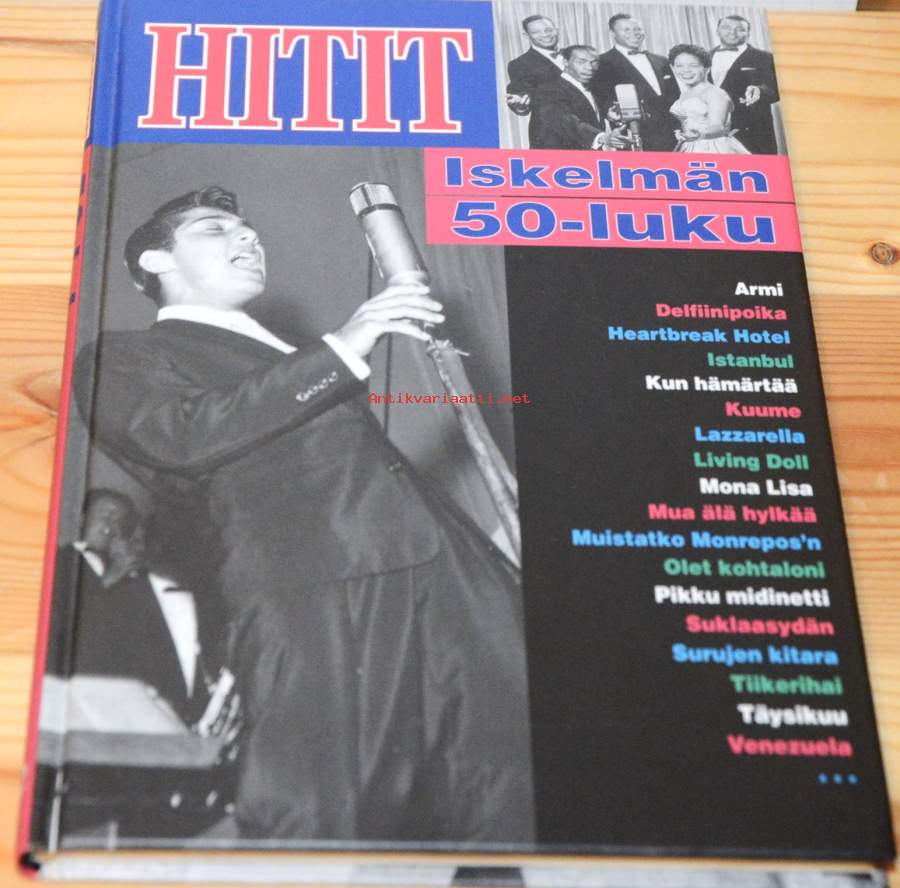 HITIT
Iskelmän
50-luku
Armi
Delfiinipoika
Heartbreak Hotel
Istanbul
Kun hämärtää
Kuume
Lazzarella
Living Doll
Mona Lisa
Mua älä hylkää
Muistatko Monrepos'n
Olet kohtaloni
Pikku midinetti
Suklaasydän
Surujen kitara
Tiikerihai
Täysikuu
Venezuela
...
Antikvariaatti.net